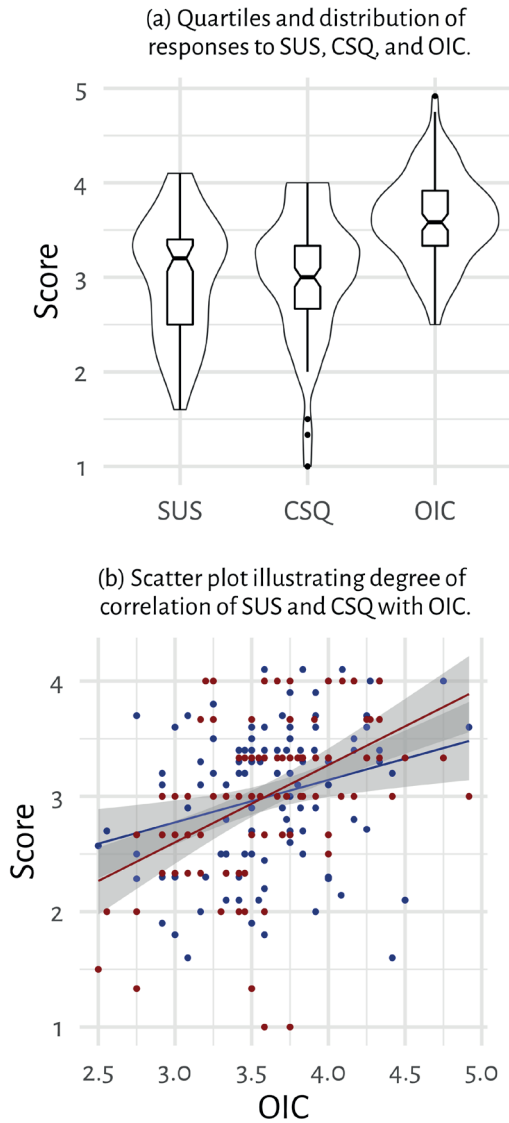 (a) Quartiles and distribution of
responses to SUS, CSQ, and OIC.
5
4
3
2
1
Score
SUS CSQ OIC
(b) Scatter plot illustrating degree of
correlation of SUS and CSQ with OIC.
4
3
2
1
Score
2.5 3.0 3.5 4.0 4.5 5.0
OIC